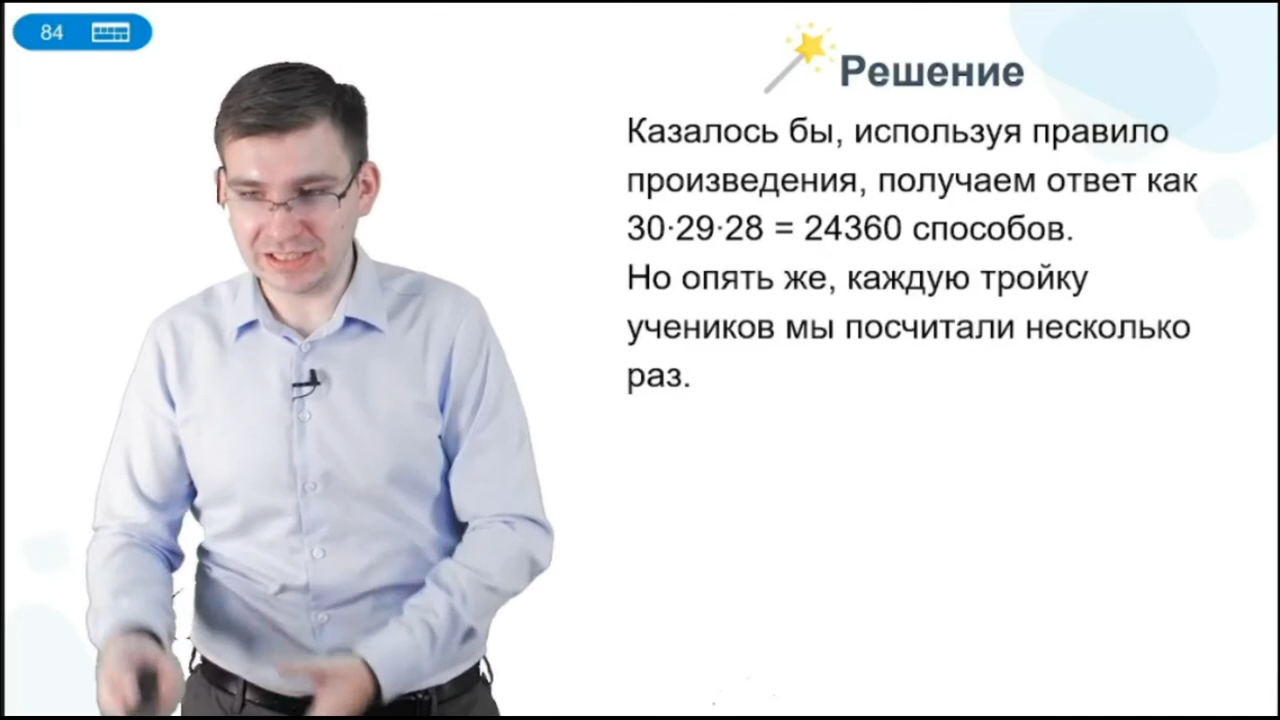 84
Решение
Казалось бы, используя правило
произведения, получаем ответ как
30·29·28 = 24360 способов.
Но опять же, каждую тройку
учеников мы посчитали несколько
раз.